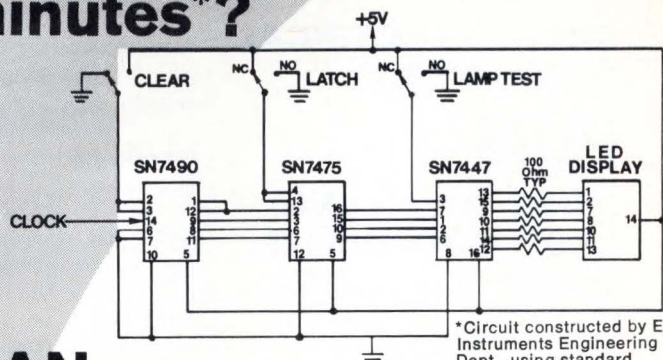 minutes*?
+5V
CLEAR
NC
NO
LATCH
NC
NO
LAMP TEST
SN7490
SN7475
SN7447
100
Ohm
TYP
LED
DISPLAY
CLOCK
2
3
14
6
7
10
5
1
12
9
8
11
4
13
2
3
6
7
12
5
16
15
10
9
3
7
1
2
6
8
16
13
15
9
10
11
14
12
1
2
7
8
10
11
13
14
*Circuit constructed by E
Instruments Engineering
Dept., using standard
AN